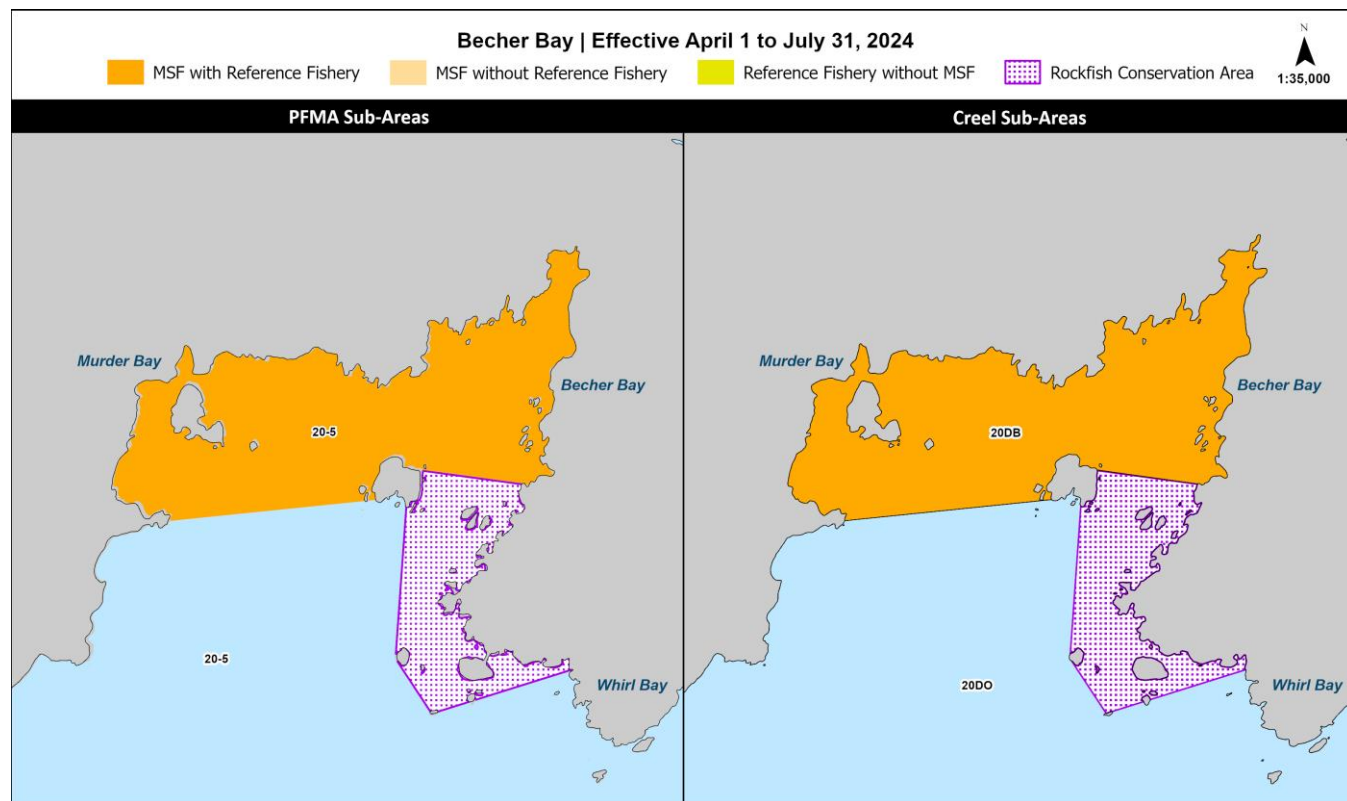 Becher Bay | Effective April 1 to July 31, 2024
MSF with Reference Fishery
MSF without Reference Fishery
Reference Fishery without MSF
Rockfish Conservation Area
N
1:35,000
PFMA Sub-Areas
Creel Sub-Areas
Murder Bay
Becher Bay
20-5
20-5
Whirl Bay
Murder Bay
Becher Bay
20DB
20DO
Whirl Bay